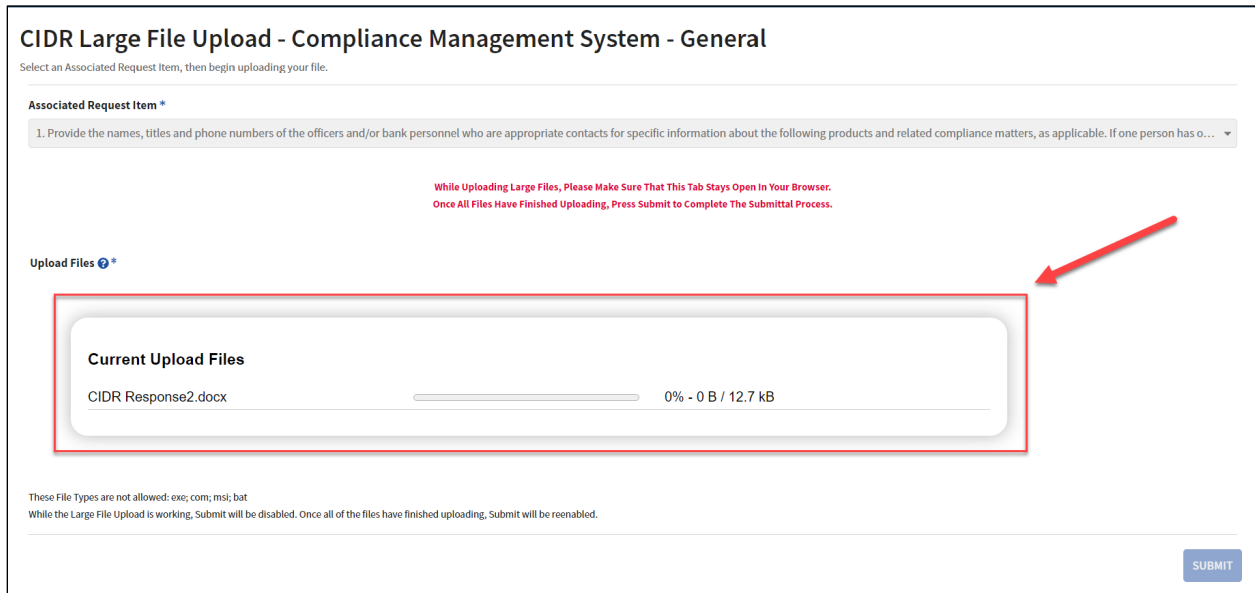 CIDR Large File Upload - Compliance Management System - General
Select an Associated Request Item, then begin uploading your file.
Associated Request Item *
1. Provide the names, titles and phone numbers of the officers and/or bank personnel who are appropriate contacts for specific information about the following products and related compliance matters, as applicable. If one person has o...
While Uploading Large Files, Please Make Sure That This Tab Stays Open In Your Browser.
Once All Files Have Finished Uploading, Press Submit to Complete The Submittal Process.
Upload Files ? *
Current Upload Files
CIDR Response2.docx 0% - 0 B / 12.7 kB
These File Types are not allowed: exe; com; msi; bat
While the Large File Upload is working, Submit will be disabled. Once all of the files have finished uploading, Submit will be reenabled.
SUBMIT